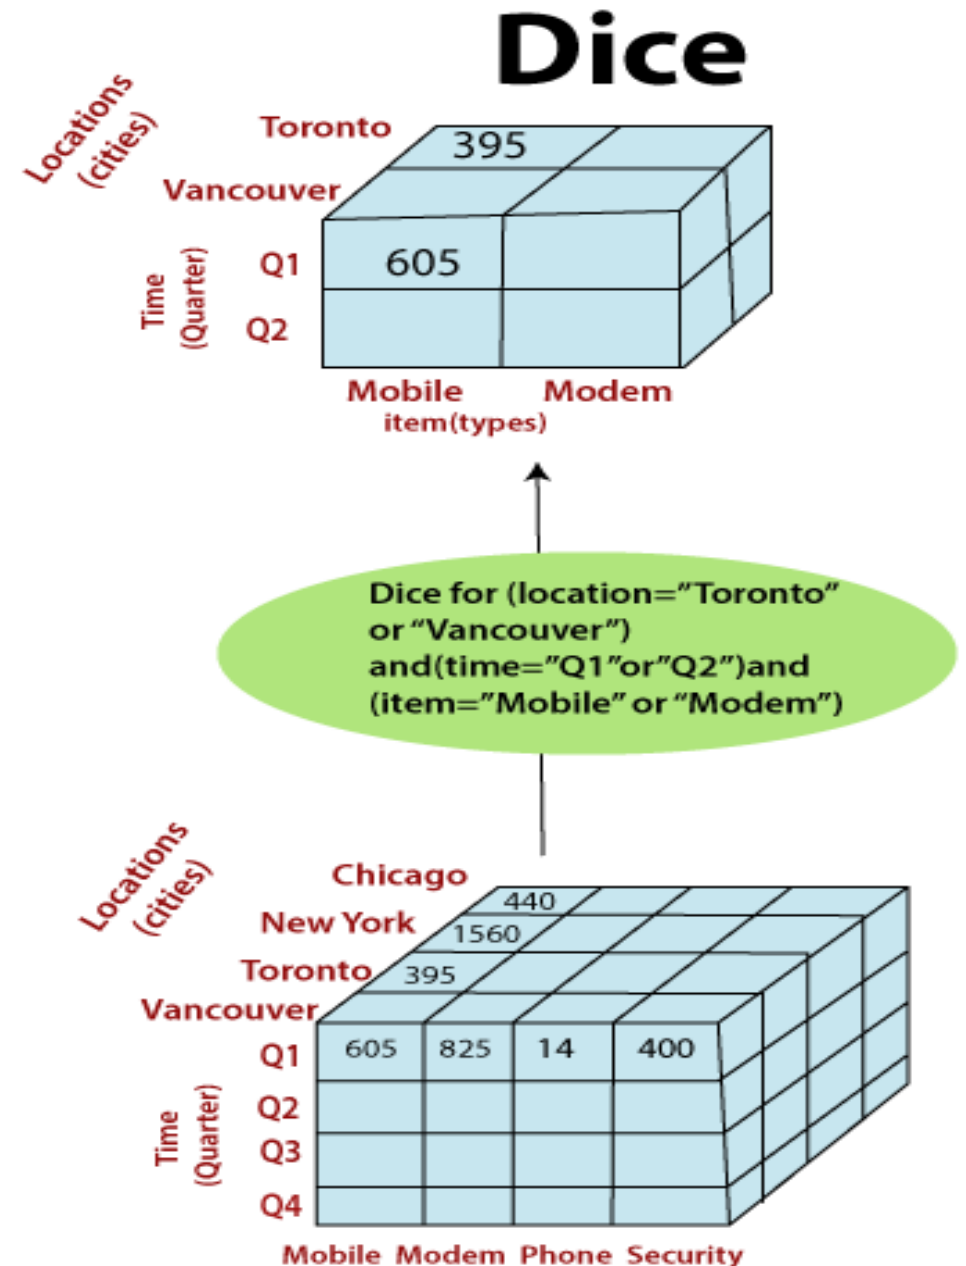 Dice
Locations
(cities)
Toronto
395
Vancouver
Time
(Quarter)
Q1
605
Q2
Mobile Modem
item(types)
Dice for (location=”Toronto”
or “Vancouver”)
and(time=”Q1”or”Q2”)and
(item=”Mobile” or “Modem”)
Locations
(cities)
Chicago
440
New York
1560
Toronto
395
Vancouver
Time
(Quarter)
Q1
605 825 14 400
Q2
Q3
Q4
Mobile Modem Phone Security